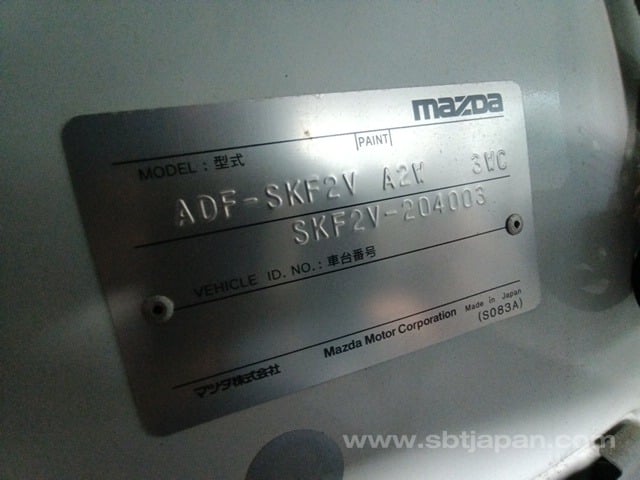 mazda
PAINT
MODEL : 型式
ADF-SKF2V A2W 3WC
SKF2V-204003
VEHICLE ID. NO. : 車台番号
Made in Japan
マツダ株式会社 Mazda Motor Corporation (S083A)
www.sbtjapan.com